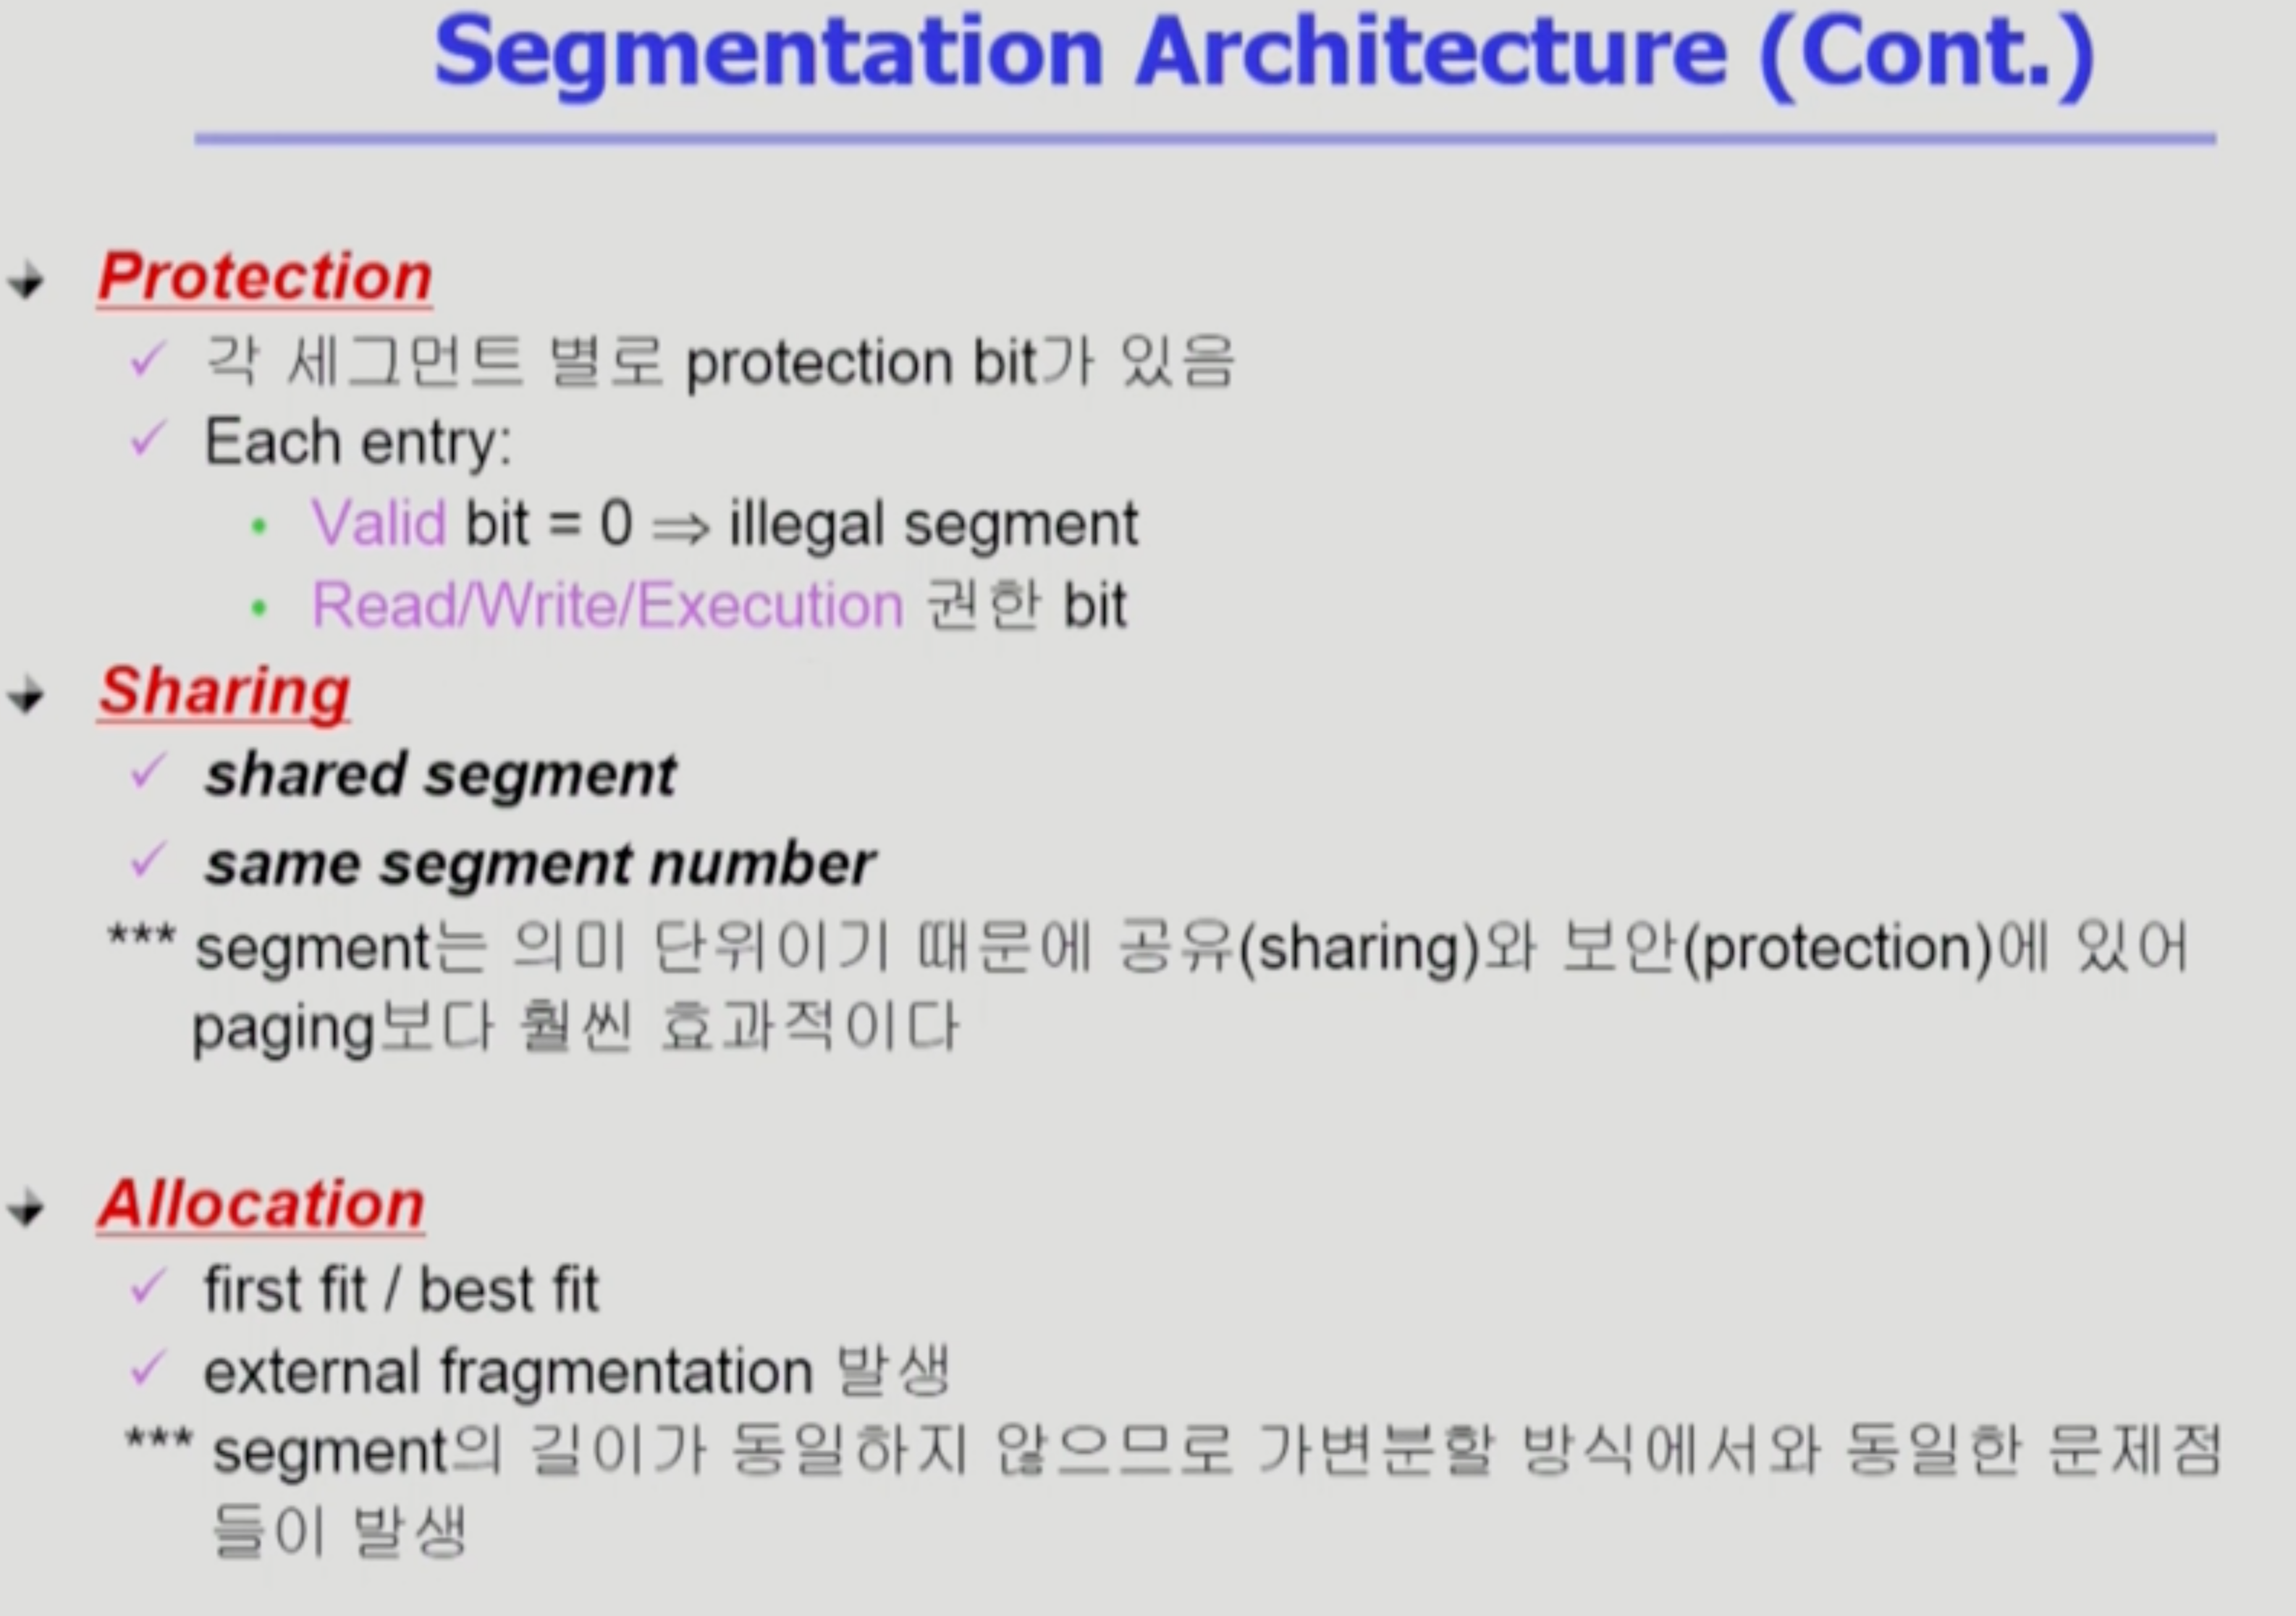 Segmentation Architecture (Cont.)
Protection
각 세그먼트 별로 protection bit가 있음
Each entry:
Valid bit = 0 ⇒ illegal segment
Read/Write/Execution 권한 bit
Sharing
shared segment
same segment number
*** segment는 의미 단위이기 때문에 공유(sharing)와 보안(protection)에 있어
paging보다 훨씬 효과적이다
Allocation
first fit / best fit
external fragmentation 발생
*** segment의 길이가 동일하지 않으므로 가변분할 방식에서와 동일한 문제점
들이 발생